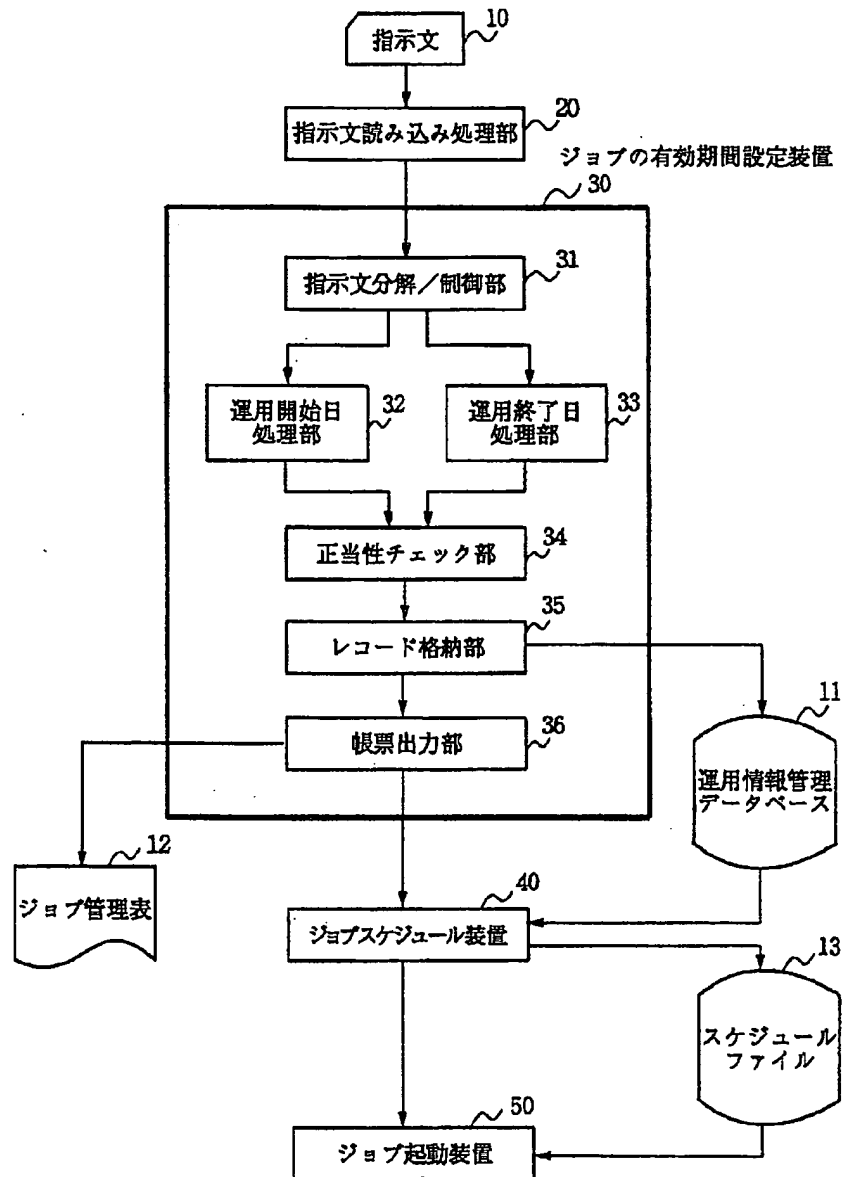 10
指示文
20
指示文読み込み処理部
ジョブの有効期間設定装置
30
31
指示文分解／制御部
運用開始日
処理部
32
運用終了日
処理部
33
正当性チェック部
34
35
レコード格納部
帳票出力部
36
11
運用情報管理
データベース
12
ジョブ管理表
40
ジョブスケジュール装置
13
スケジュール
ファイル
50
ジョブ起動装置